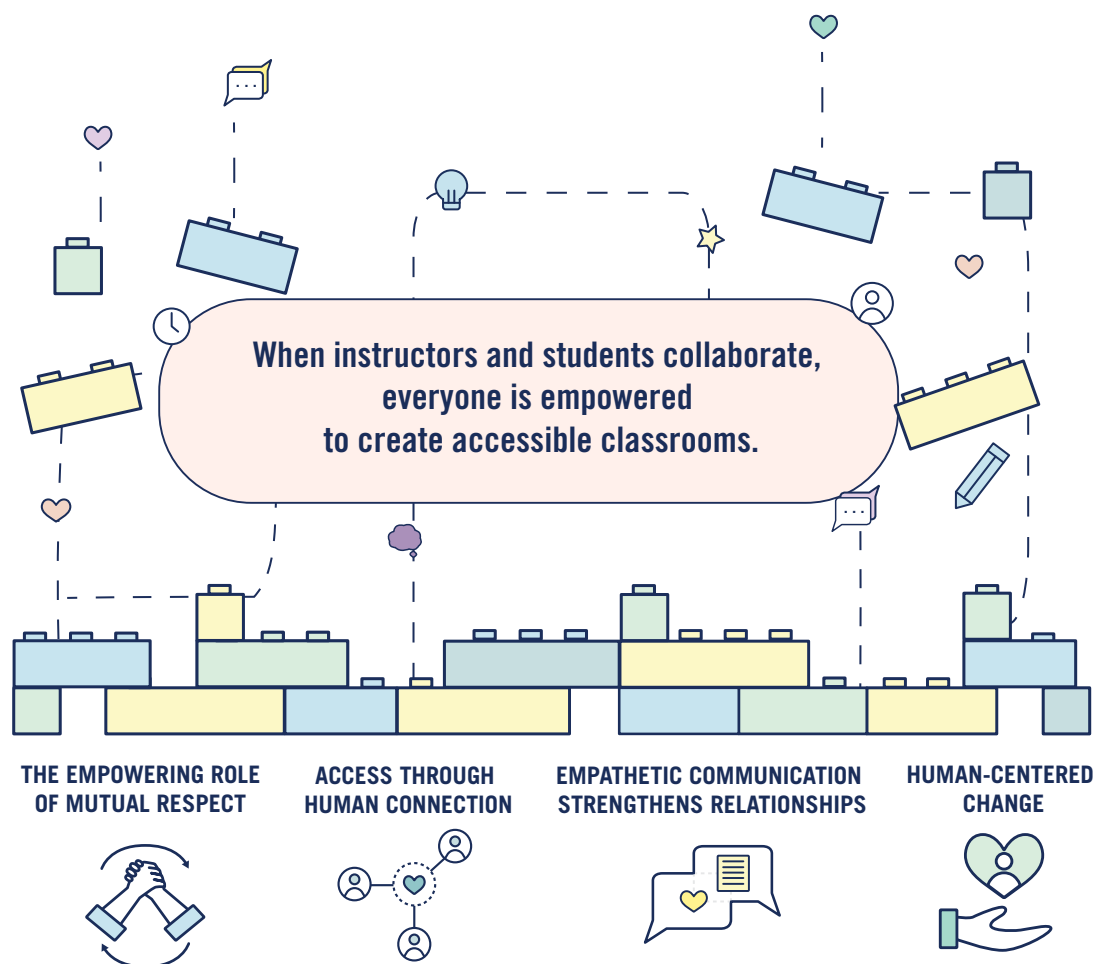 When instructors and students collaborate,
everyone is empowered
to create accessible classrooms.
THE EMPOWERING ROLE
OF MUTUAL RESPECT
ACCESS THROUGH
HUMAN CONNECTION
EMPATHETIC COMMUNICATION
STRENGTHENS RELATIONSHIPS
HUMAN-CENTERED
CHANGE